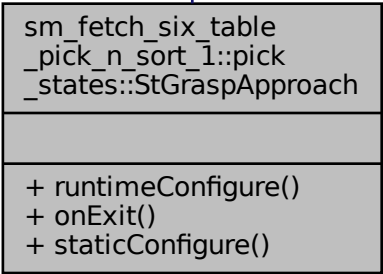 sm_fetch_six_table
_pick_n_sort_1::pick
_states::StGraspApproach
+ runtimeConfigure()
+ onExit()
+ staticConfigure()